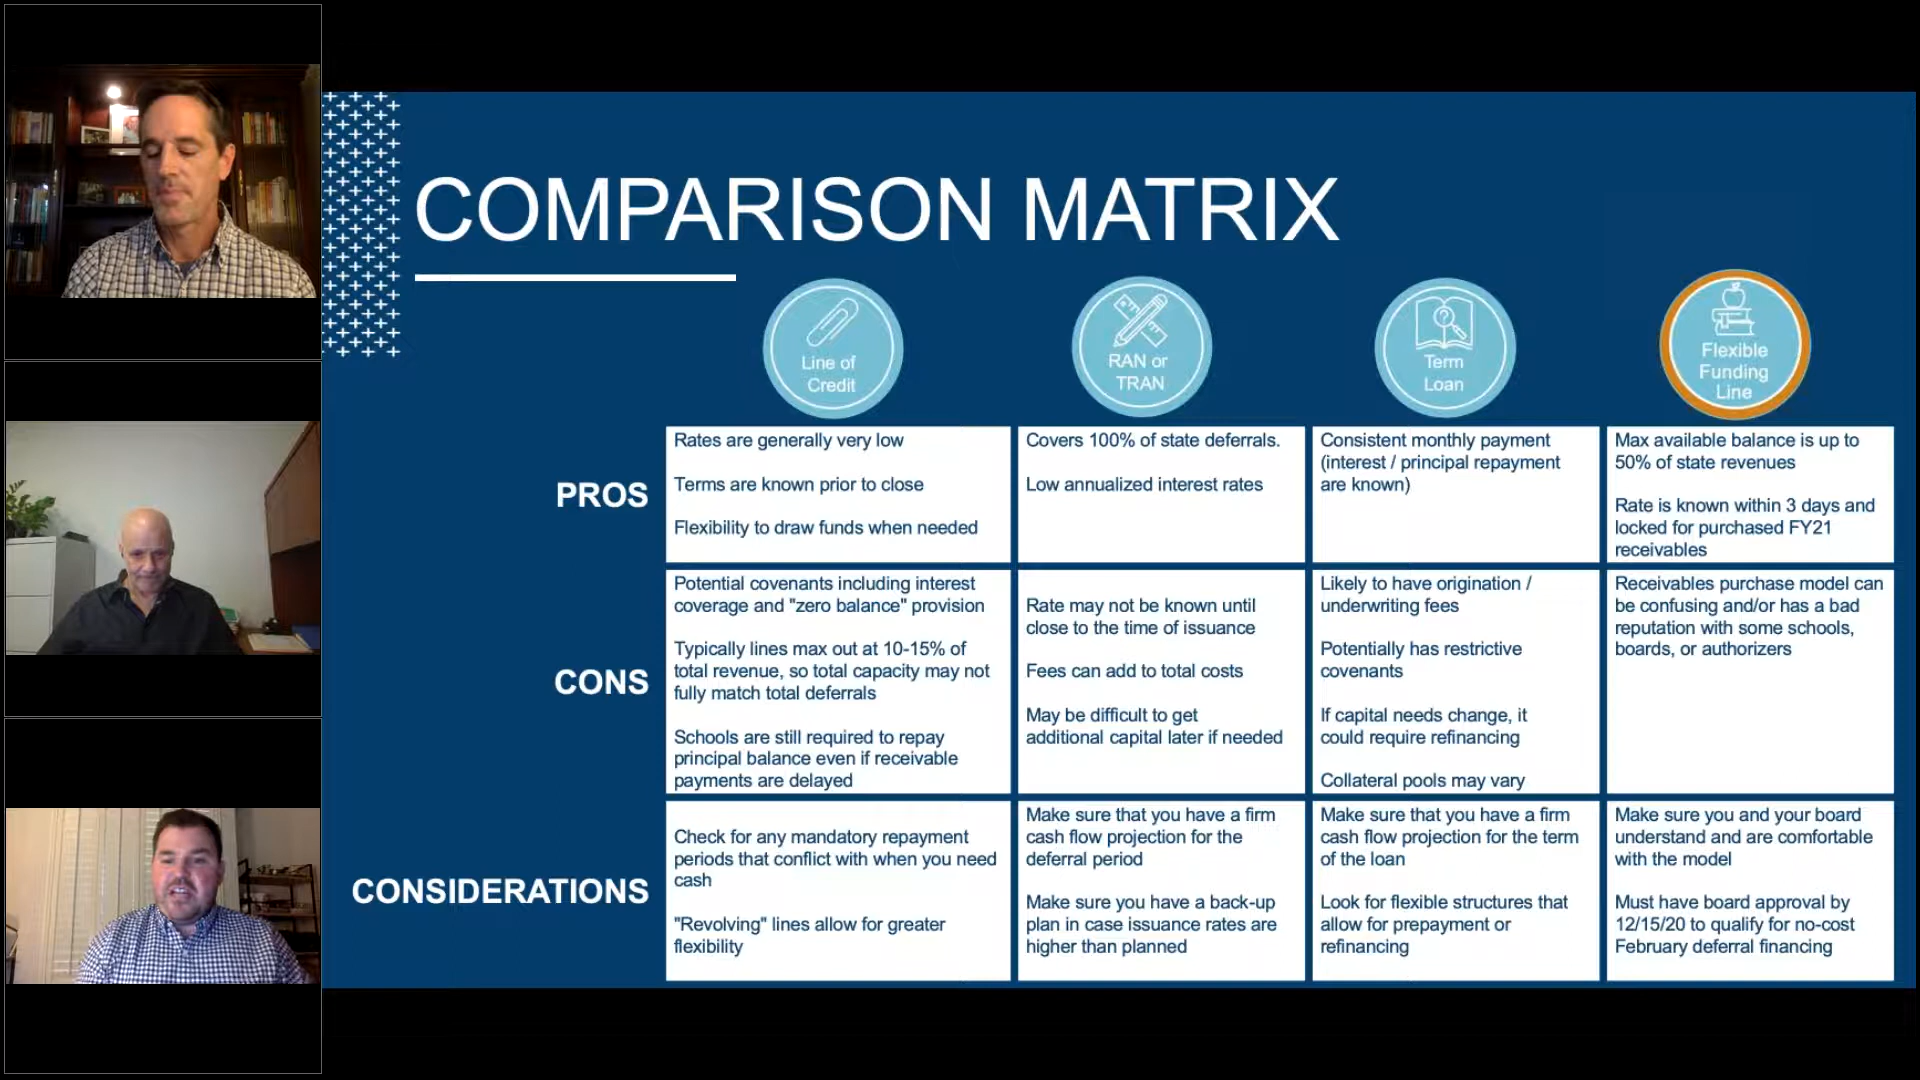 COMPARISON MATRIX
Line of
Credit
RAN or
TRAN
Term
Loan
Flexible
Funding
Line
PROS
Rates are generally very low
Terms are known prior to close
Flexibility to draw funds when needed
Covers 100% of state deferrals.
Low annualized interest rates
Consistent monthly payment
(interest / principal repayment
are known)
Max available balance is up to
50% of state revenues
Rate is known within 3 days and
locked for purchased FY21
receivables
CONS
Potential covenants including interest
coverage and "zero balance" provision
Typically lines max out at 10-15% of
total revenue, so total capacity may not
fully match total deferrals
Schools are still required to repay
principal balance even if receivable
payments are delayed
Rate may not be known until
close to the time of issuance
Fees can add to total costs
May be difficult to get
additional capital later if needed
Likely to have origination /
underwriting fees
Potentially has restrictive
covenants
If capital needs change, it
could require refinancing
Collateral pools may vary
Receivables purchase model can
be confusing and/or has a bad
reputation with some schools,
boards, or authorizers
CONSIDERATIONS
Check for any mandatory repayment
periods that conflict with when you need
cash
"Revolving" lines allow for greater
flexibility
Make sure that you have a firm
cash flow projection for the
deferral period
Make sure you have a back-up
plan in case issuance rates are
higher than planned
Make sure that you have a firm
cash flow projection for the term
of the loan
Look for flexible structures that
allow for prepayment or
refinancing
Make sure you and your board
understand and are comfortable
with the model
Must have board approval by
12/15/20 to qualify for no-cost
February deferral financing